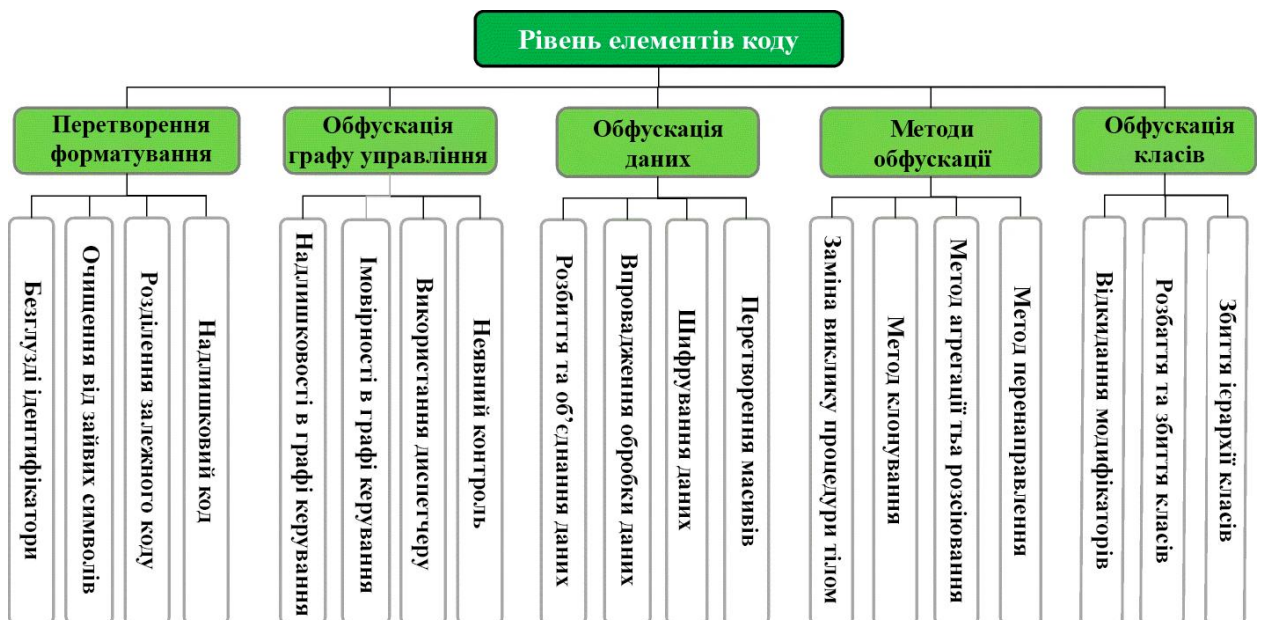 Рівень елементів коду
Перетворення
форматування
Обфускація
графу управління
Обфускація
даних
Методи
обфускації
Обфускація
класів
Безглузді ідентифікатори
Очищення від зайвих символів
Розділення залежного коду
Надлишковий код
Надлишковості в графі керування
Імовірності в графі керування
Використання диспетчеру
Неявний контроль
Розбиття та об’єднання даних
Впровадження обробки даних
Шифрування даних
Перетворення масивів
Заміна виклику процедури тілом
Метод клонування
Метод агрегації тьа розсіювання
Метод перенаправлення
Відкидання модифікаторів
Розбаття та збиття класів
Збиття ієрархії класів